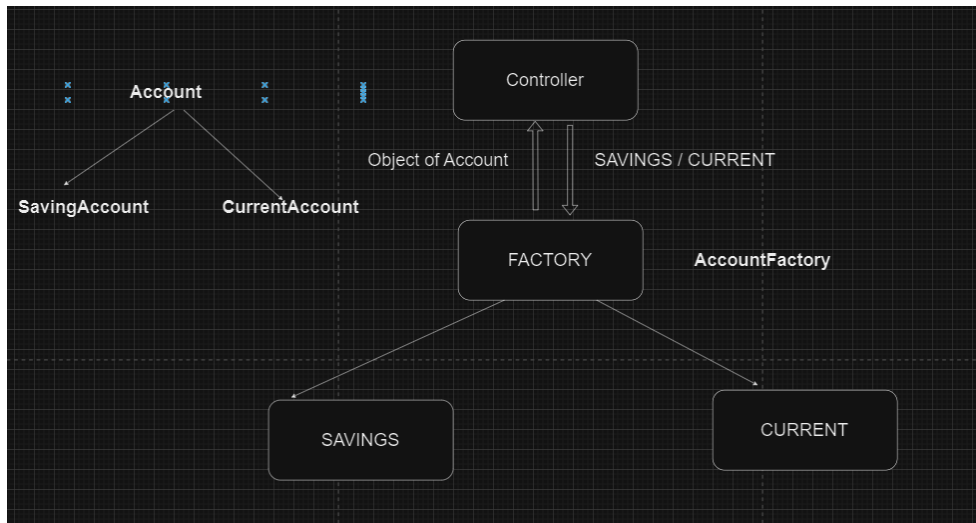 Controller
Account
Object of Account
SAVINGS / CURRENT
SavingAccount
CurrentAccount
FACTORY
AccountFactory
SAVINGS
CURRENT